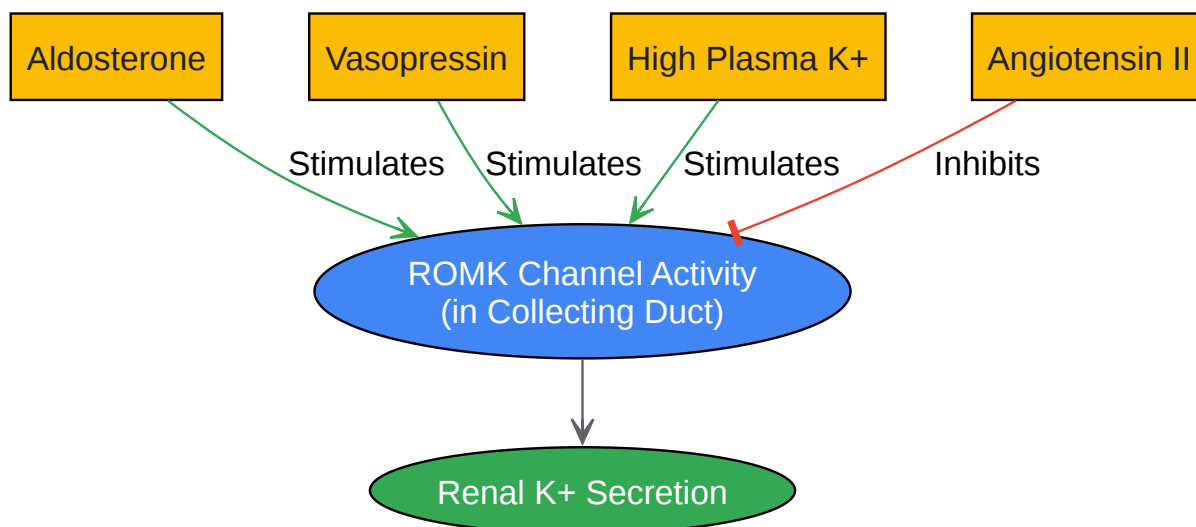 Aldosterone
Vasopressin
High Plasma K+
Angiotensin II
Stimulates
Stimulates
Stimulates
Inhibits
ROMK Channel Activity
(in Collecting Duct)
Renal K+ Secretion